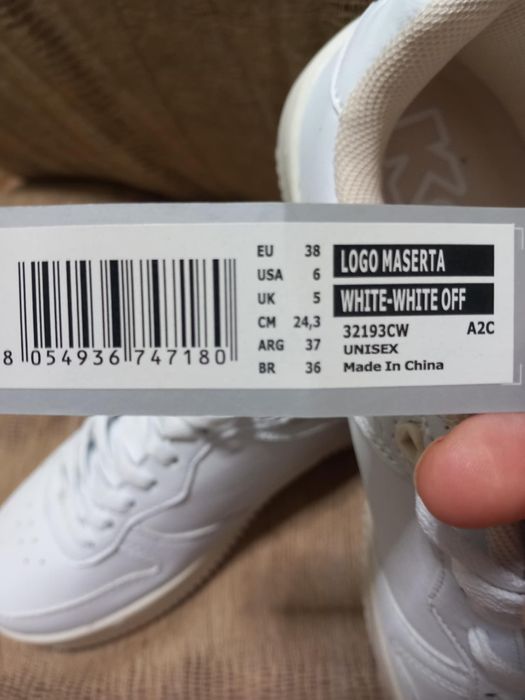 EU 38
USA 6
UK 5
CM 24,3
ARG 37
BR 36
LOGO MASERTA
WHITE-WHITE OFF
32193CW A2C
UNISEX
Made In China
8 054936 747180